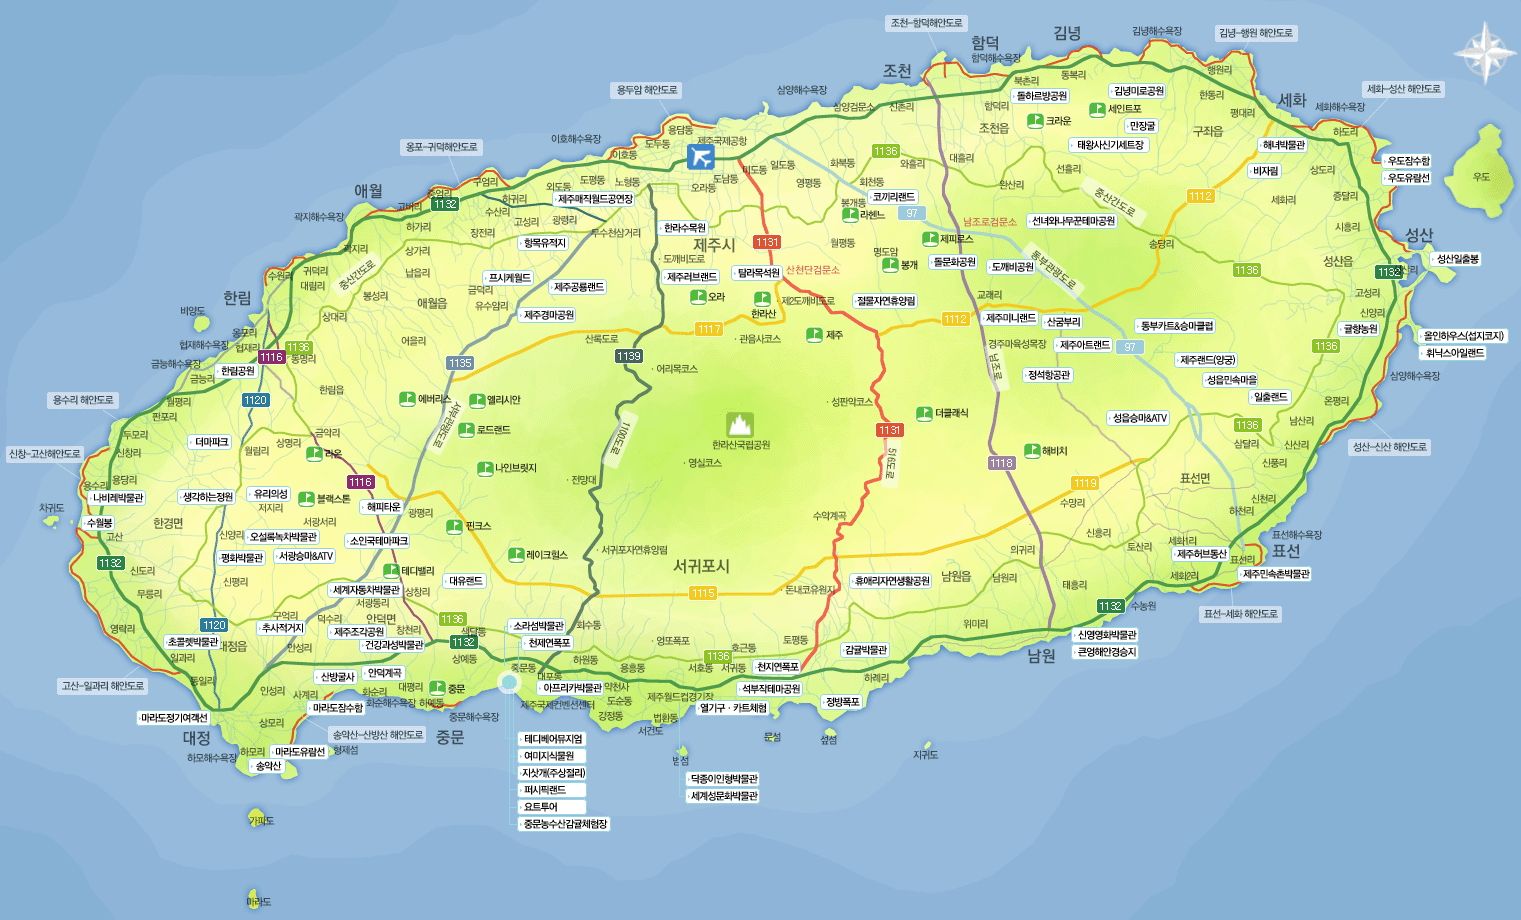 조천-함덕해안도로
함덕
김녕
김녕해수욕장
김녕-행원 해안도로
함덕해수욕장
조천
용두암 해안도로
삼양해수욕장
세화-성산 해안도로
세화
세화해수욕장
북촌리
동복리
행원리
돌하르방공원
김녕미로공원
한동리
평대리
세인트포
크라운
만장굴
구좌읍
하도리
삼양검문소
신촌리
함덕리
조천읍
용담동
제주국제공항
이호해수욕장
도두동
이호동
옹포-귀덕해안도로
태왕사신기세트장
해녀박물관
우도잠수함
우도유람선
우도
1136
와흘리
대흘리
선흘리
비자림
상도리
종달리
화북동
일도동
회천동
영평동
봉개동
도남동
오라동
노형동
도평동
외도동
구엄리
하귀리
애월
1132
고내리
수산리
제주매직월드공연장
광령리
고성리
항몽유적지
장전리
무수천삼거리
곽지해수욕장
하가리
상가리
곽지리
한라수목원
제주시
도깨비도로
코끼리랜드
97
라헨느
남조로검문소
선녀와나무꾼테마공원
와산리
중산간도로
1112
세화리
시흥리
성산
성산읍
월평동
명도암
제피로스
돌문화공원
도깨비공원
동부관광도로
송당리
1136
1132
성산일출봉
고성리
1131
산천단검문소
탐라목석원
제주러브랜드
봉개
오라
한라산
제2도깨비도로
절물자연휴양림
제주
교래리
1112
제주미니랜드
산굼부리
동부카트&승마클럽
신양리
귤향농원
올인하우스(섭지코지)
휘닉스아일랜드
1136
수원리
귀덕리
대림리
중산간도로
납읍리
봉성리
애월읍
프시케월드
금덕리
유수암리
제주공룡랜드
제주경마공원
한림
비양도
상대리
어음리
산록도로
1117
관음사코스
경주마육성목장
제주아트랜드
97
제주랜드(양궁)
삼양해수욕장
옹포리
협재해수욕장
협재리
1116
1136
동명리
금능해수욕장
금능리
한림공원
1135
1139
어리목코스
남조로
정석항공관
성읍민속마을
일출랜드
온평리
용수리 해안도로
월령리
판포리
1120
한림읍
에버리스
엘리시안
로드랜드
1100도로
한라산국립공원
성판악코스
더클래식
성읍승마&ATV
1136
난산리
삼달리
신산리
성산-신산 해안도로
두모리
신창리
신창-고산해안도로
더마파크
월림리
상명리
금악리
라온
1131
516도로
해비치
1118
신풍리
영실코스
나인브릿지
전망대
1119
표선면
신천리
하천리
용당리
용수리
나비레박물관
생각하는정원
유리의성
저지리
블랙스톤
1116
해피타운
광평리
수악계곡
수망리
차귀도
수월봉
고산
한경면
서광서리
신양리
오설록녹차박물관
소인국테마파크
핀크스
신흥리
표선해수욕장
표선
1132
평화박물관
서광승마&ATV
레이크힐스
서귀포자연휴양림
서귀포시
의귀리
토산리
세화1리
제주허브동산
표선리
신도리
신평리
테디밸리
대유랜드
휴애리자연생활공원
남원읍
남원리
태흥리
세화2리
제주민속촌박물관
무릉리
세계자동차박물관
상창리
서광동리
1115
돈내코유원지
1132
수농원
표선-세화 해안도로
영락리
1120
구억리
덕수리
안덕면
1136
추사적거지
제주조각공원
창천리
색달동
소라섬박물관
회수동
초콜렛박물관
대정읍
안성리
건강과성박물관
1132
천제연폭포
엉또폭포
토평동
위미리
신영영화박물관
큰엉해안경승지
일과리
상예동
하원동
1136
호근동
감귤박물관
남원
고산-일과리 해안도로
동일리
인성리
산방굴사
안덕계곡
중문동
대포동
용흥동
서호동
서귀동
천지연폭포
하례리
사계리
화순리
대평리
중문
하예동
아프리카박물관
약천사
도순동
제주월드컵경기장
석부작테마공원
마라도정기여객선
마라도잠수함
화순해수욕장
중문해수욕장
제주국제컨벤션센터
강정동
법환동
열기구 · 카트체험
정방폭포
대정
상모리
송악산-산방산 해안도로
중문
서건도
문섬
섶섬
하모해수욕장
하모리
마라도유람선
형제섬
송악산
테디베어뮤지엄
여미지식물원
지삿개(주상절리)
퍼시픽랜드
요트투어
중문농수산감귤체험장
범섬
지귀도
닥종이인형박물관
세계성문화박물관
가파도
마라도